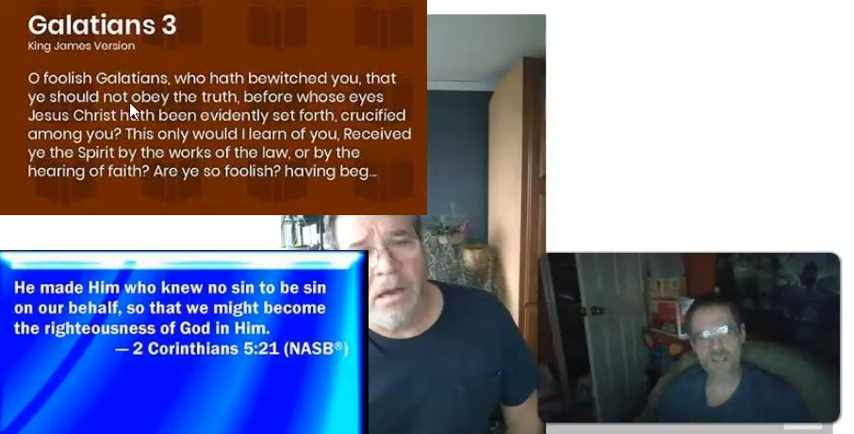 Galatians 3
King James Version
O foolish Galatians, who hath bewitched you, that
ye should not obey the truth, before whose eyes
Jesus Christ hath been evidently set forth, crucified
among you? This only would I learn of you, Received
ye the Spirit by the works of the law, or by the
hearing of faith? Are ye so foolish? having beg...
He made Him who knew no sin to be sin
on our behalf, so that we might become
the righteousness of God in Him.
— 2 Corinthians 5:21 (NASB®)